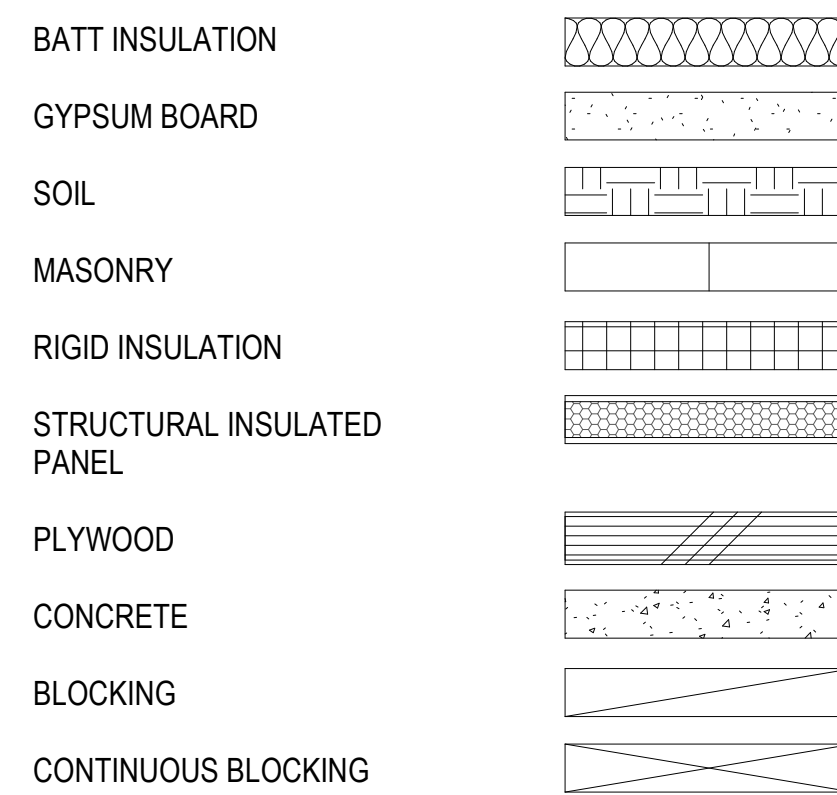 BATT INSULATION
GYPSUM BOARD
SOIL
MASONRY
RIGID INSULATION
STRUCTURAL INSULATED
PANEL
PLYWOOD
CONCRETE
BLOCKING
CONTINUOUS BLOCKING